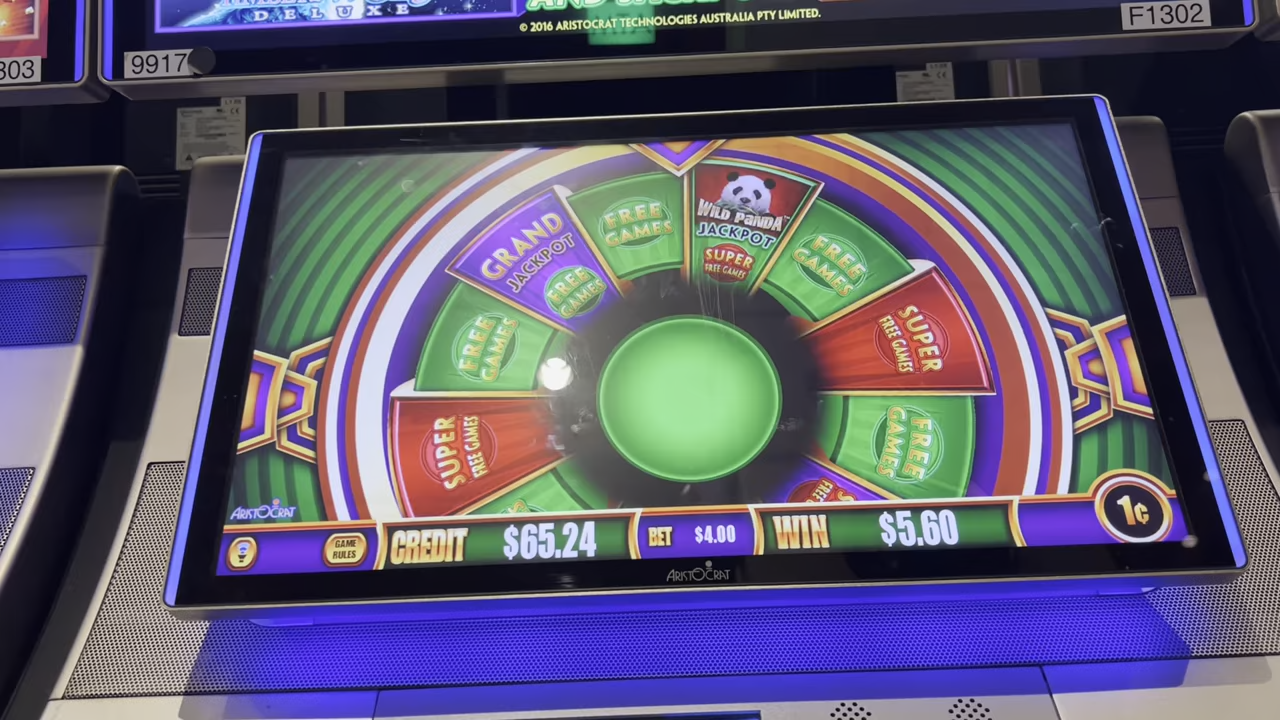 DELUXE
© 2016 ARISTOCRAT TECHNOLOGIES AUSTRALIA PTY LIMITED.
F1302
303
9917
GRAND
JACKPOT
FREE
GAMES
FREE
GAMES
WILD PANDA™
JACKPOT
SUPER
FREE GAMES
FREE
GAMES
SUPER
FREE GAMES
FREE
GAMES
SUPER
FREE GAMES
FREE
GAMES
ARISTOCRAT
GAME
RULES
CREDIT
$65.24
BET
$4.00
WIN
$5.60
1¢
ARISTOCRAT